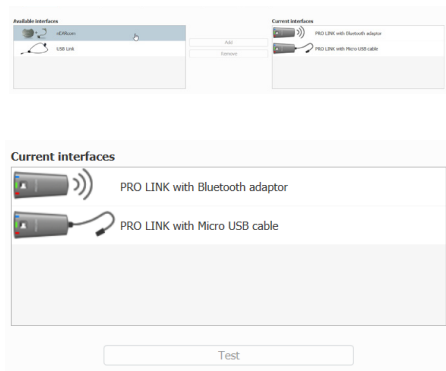 Available interfaces
Current interfaces
USB Link
Add
Remove
PRO LINK with Bluetooth adaptor
PRO LINK with Micro USB cable
Current interfaces
PRO LINK with Bluetooth adaptor
PRO LINK with Micro USB cable
Test